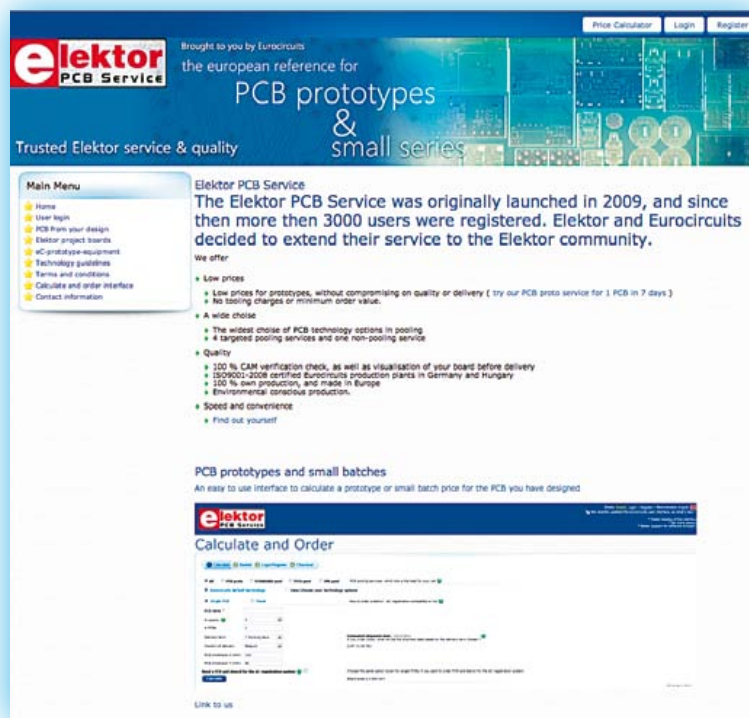 Price Calculator
Login
Register
elektor
PCB Service
Brought to you by Eurocircuits
the european reference for
PCB prototypes
&
small series
Trusted Elektor service & quality
Main Menu
Home
User login
PCB from your design
Elektor project boards
eC-prototype-equipment
Technology guidelines
Terms and conditions
Calculate and order interface
Contact information
Elektor PCB Service
The Elektor PCB Service was originally launched in 2009, and since
then more then 3000 users were registered. Elektor and Eurocircuits
decided to extend their service to the Elektor community.
We offer
Low prices
Low prices for prototypes, without compromising on quality or delivery ( try our PCB proto service for 1 PCB in 7 days )
No tooling charges or minimum order value.
A wide choise
The widest choise of PCB technology options in pooling
4 targeted pooling services and one non-pooling service
Quality
100 % CAM verification check, as well as visualisation of your board before delivery
ISO9001-2008 certified Eurocircuits production plants in Germany and Hungary
100 % own production, and made in Europe
Environmental conscious production.
Speed and convenience
Find out yourself
PCB prototypes and small batches
An easy to use interface to calculate a prototype or small batch price for the PCB you have designed
elektor
PCB Service
Calculate and Order
Link to us